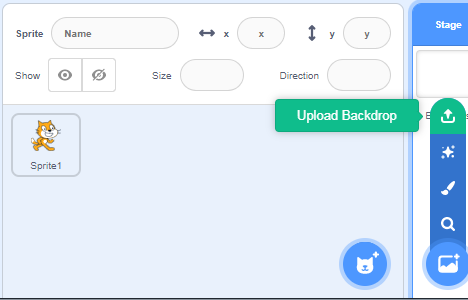 Stage
Sprite Name x x y y
Show Size Direction
Upload Backdrop
Sprite1